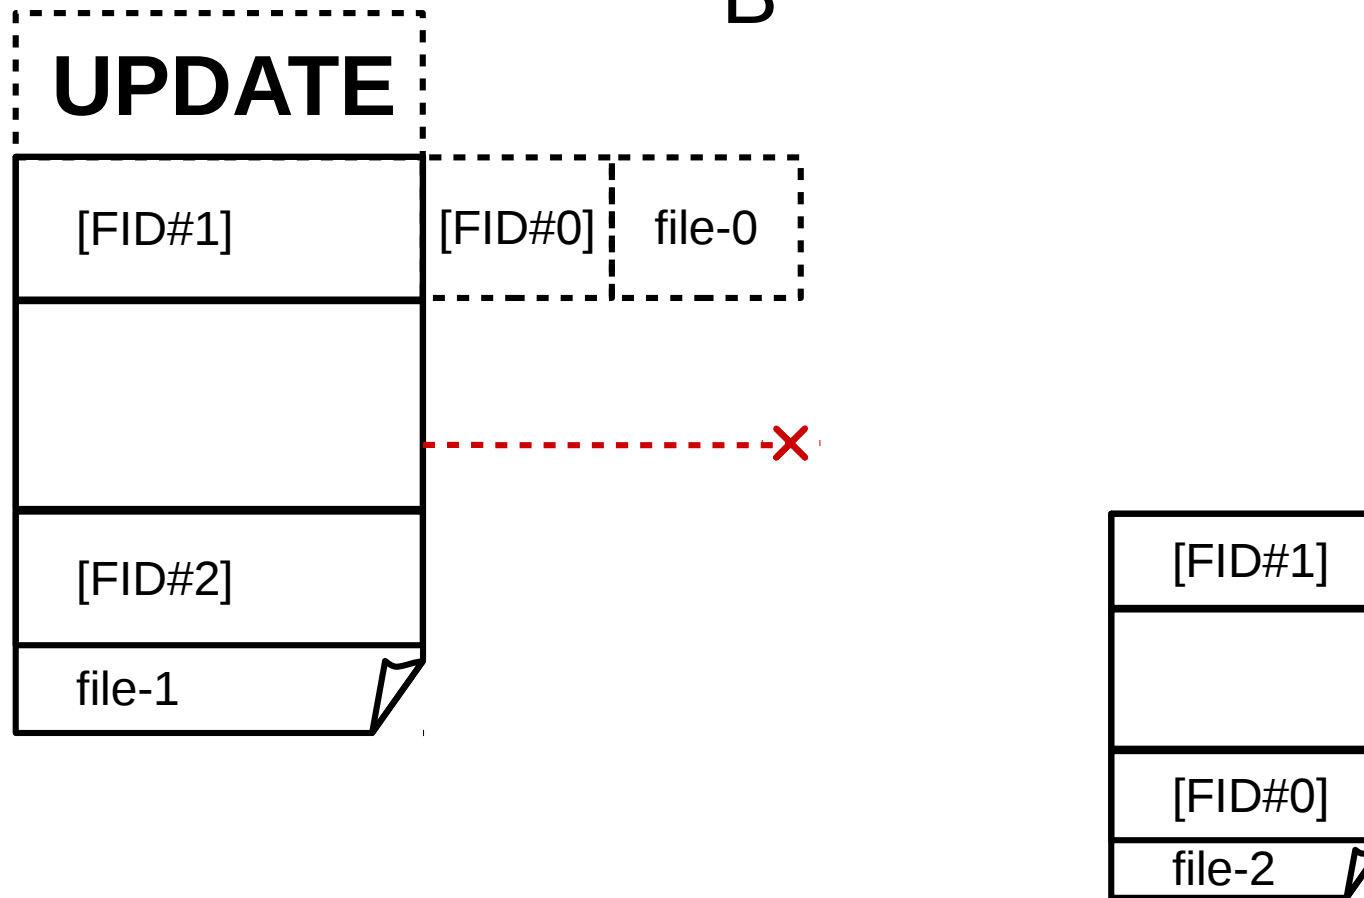 B
UPDATE
[FID#1]
[FID#0]
file-0
[FID#2]
file-1
[FID#1]
[FID#0]
file-2